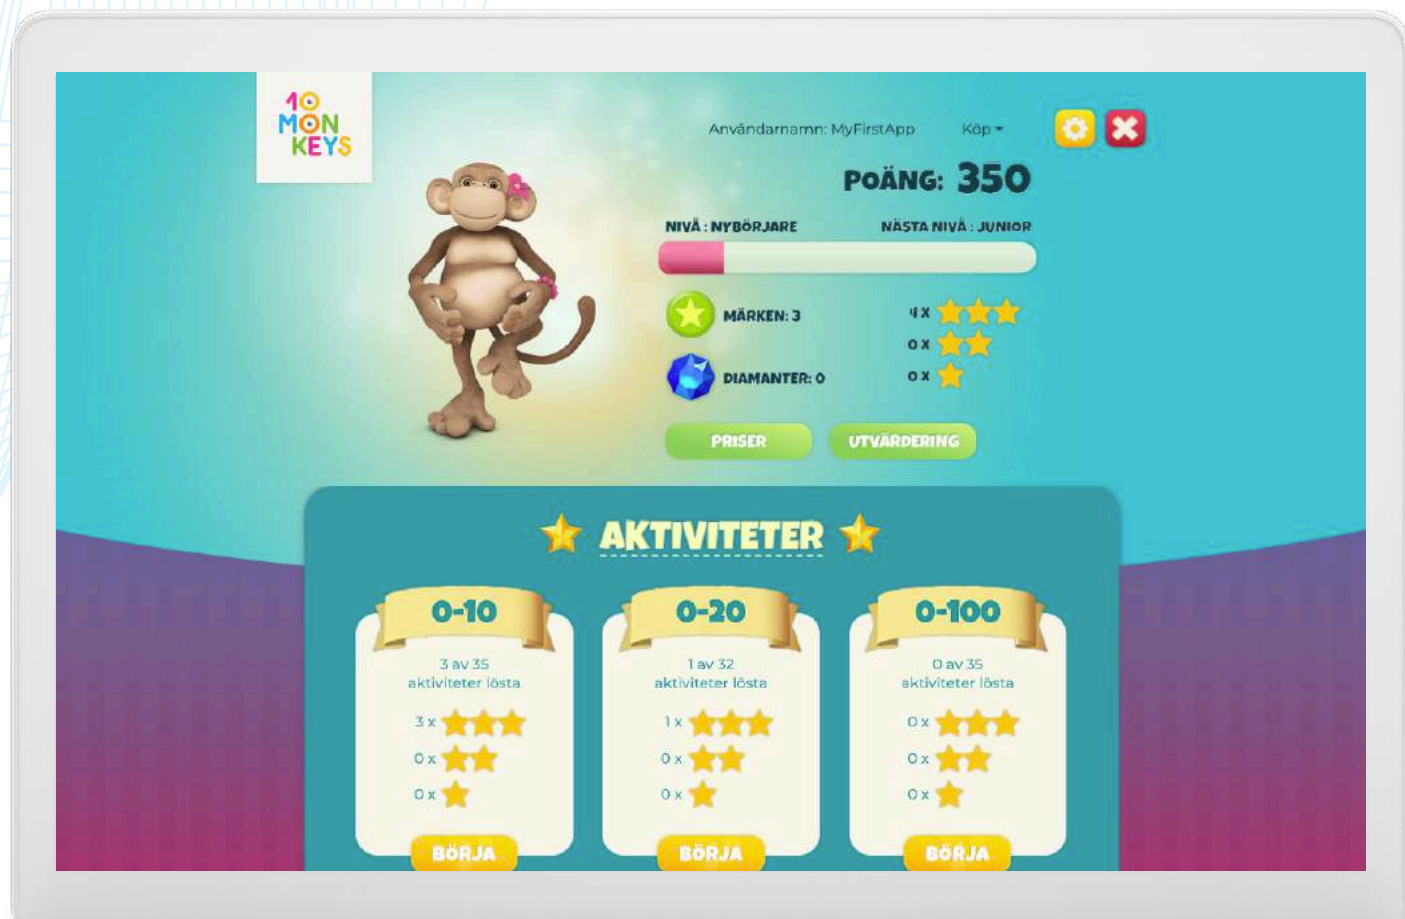 10
MON
KEYS
Användarnamn: MyFirstApp
Köp
POÄNG: 350
NIVÅ : NYBÖRJARE
NÄSTA NIVÅ : JUNIOR
MÄRKEN: 3
DIAMANTER: 0
4 X
0 X
0 X
PRISER
UTVÄRDERING
AKTIVITETER
0-10
3 av 35
aktiviteter lösta
3 x
0 x
0 x
BÖRJA
0-20
1 av 32
aktiviteter lösta
1 x
0 x
0 x
BÖRJA
0-100
0 av 35
aktiviteter lösta
0 x
0 x
0 x
BÖRJA